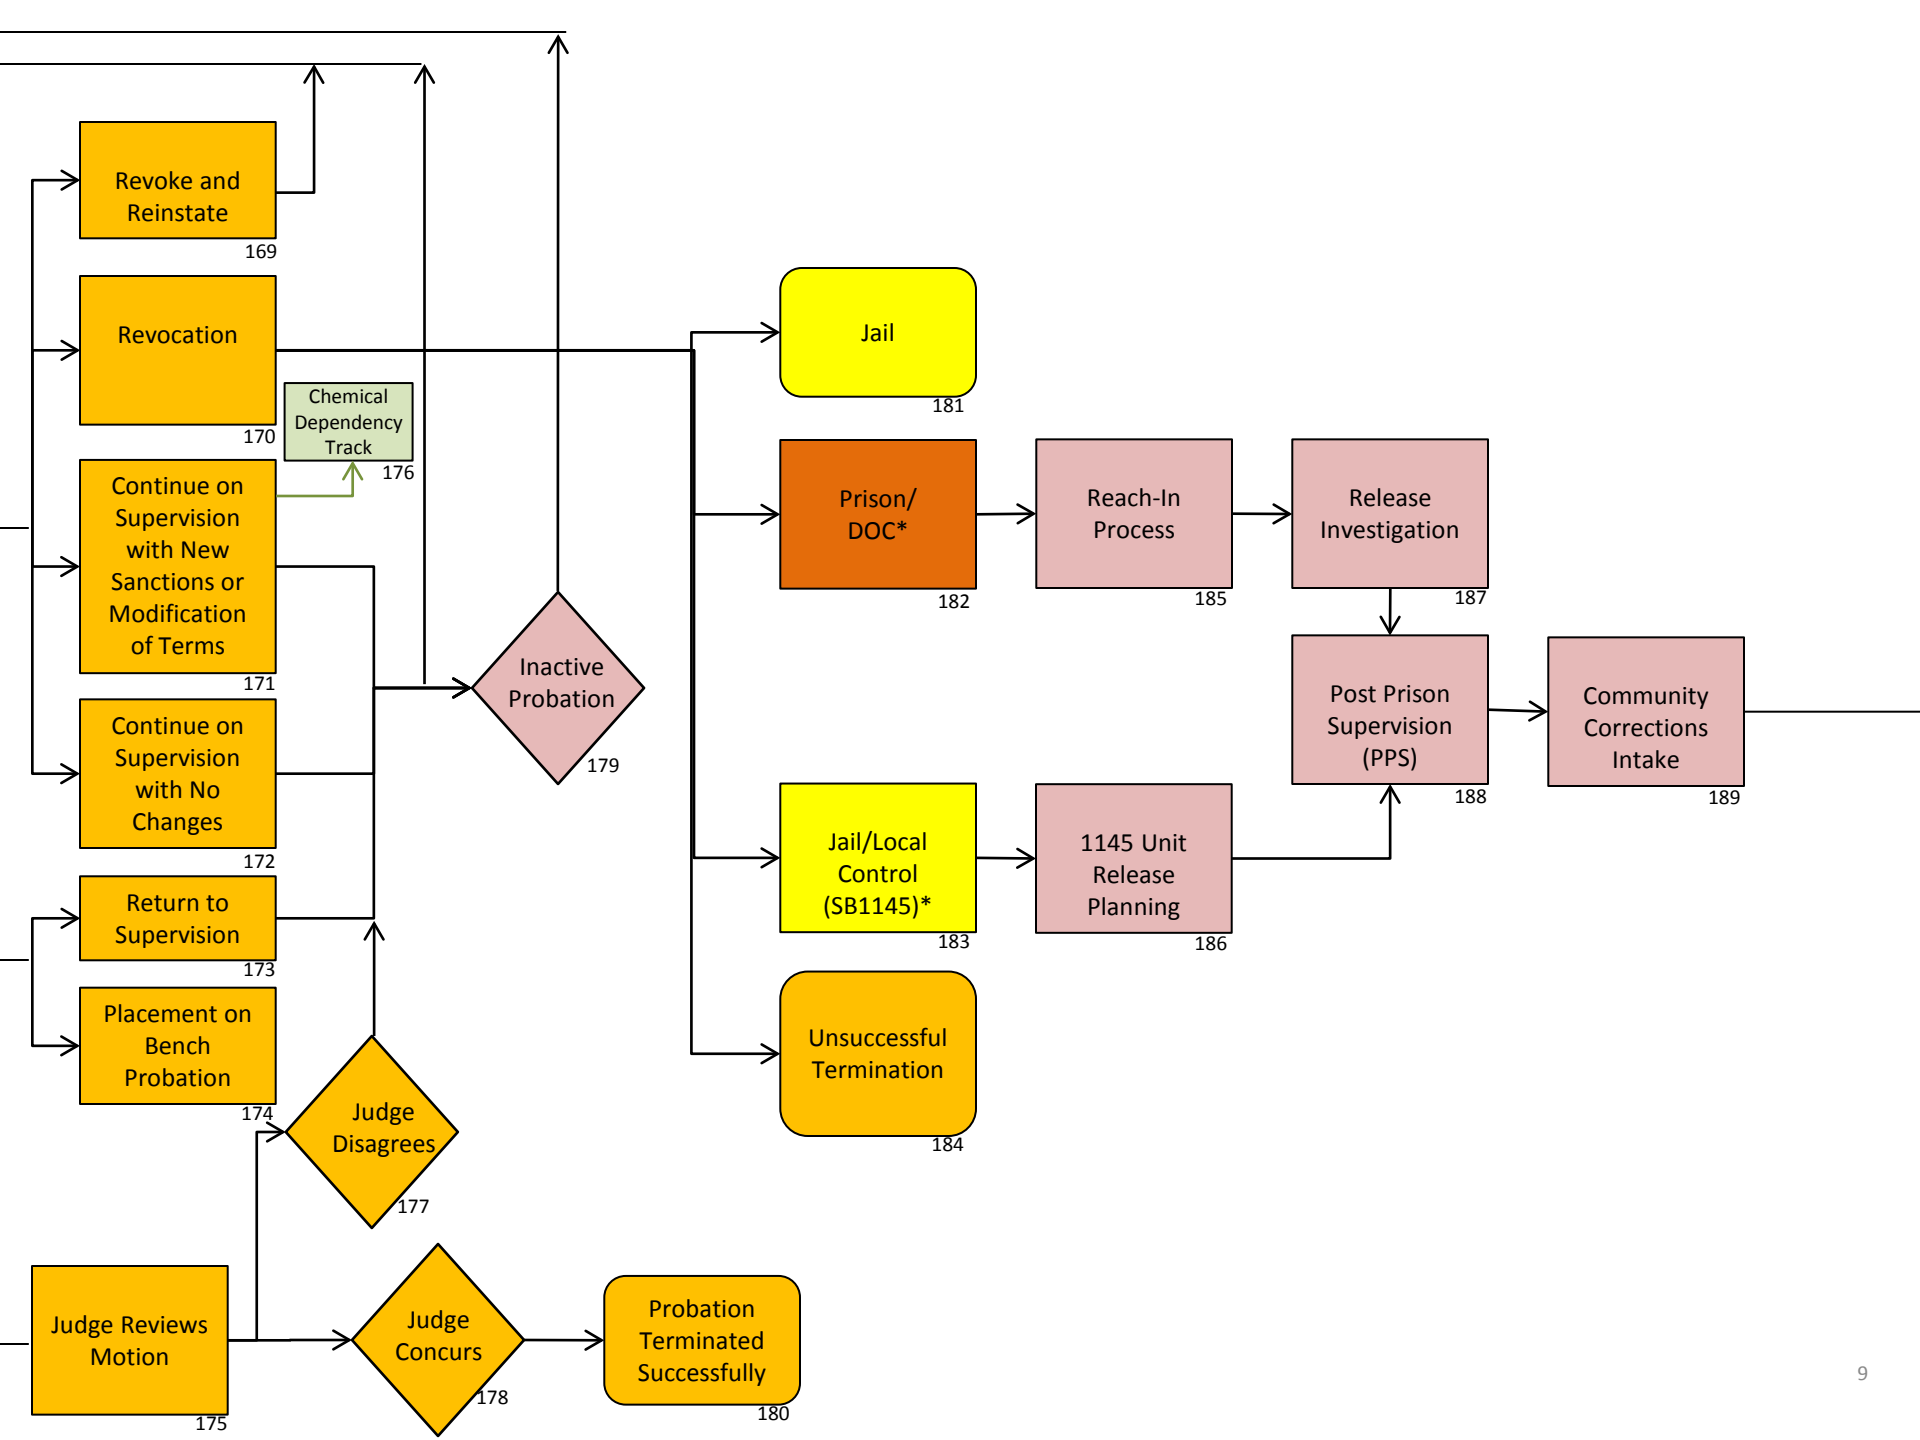 Revoke and
Reinstate
169
Revocation
170
Chemical
Dependency
Track
176
Continue on
Supervision
with New
Sanctions or
Modification
of Terms
171
Continue on
Supervision
with No
Changes
172
Return to
Supervision
173
Placement on
Bench
Probation
174
Judge
Disagrees
177
Judge Reviews
Motion
175
Judge
Concurs
178
Probation
Terminated
Successfully
180
Inactive
Probation
179
Jail
181
Prison/
DOC*
182
Reach-In
Process
185
Release
Investigation
187
Post Prison
Supervision
(PPS)
188
Community
Corrections
Intake
189
Jail/Local
Control
(SB1145)*
183
1145 Unit
Release
Planning
186
Unsuccessful
Termination
184
9